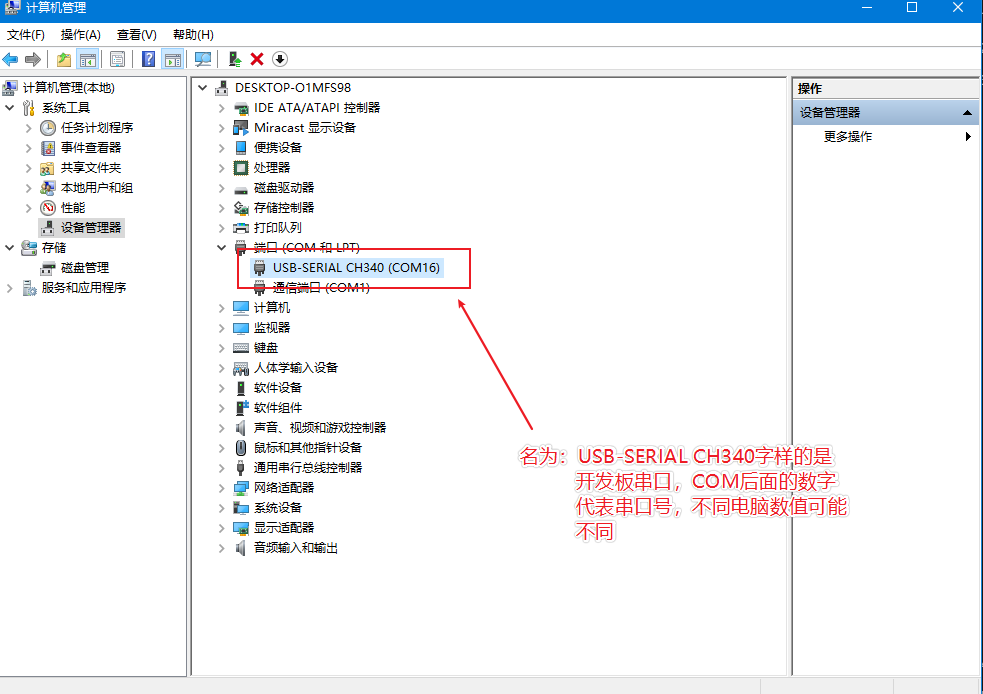 计算机管理
文件(F) 操作(A) 查看(V) 帮助(H)
计算机管理(本地)
系统工具
任务计划程序
事件查看器
共享文件夹
本地用户和组
性能
设备管理器
存储
磁盘管理
服务和应用程序
DESKTOP-O1MFS98
IDE ATA/ATAPI 控制器
Miracast 显示设备
便携设备
处理器
磁盘驱动器
存储控制器
打印队列
端口 (COM 和 LPT)
USB-SERIAL CH340 (COM16)
通信端口 (COM1)
计算机
监视器
键盘
人体学输入设备
软件设备
软件组件
声音、视频和游戏控制器
鼠标和其他指针设备
通用串行总线控制器
网络适配器
系统设备
显示适配器
音频输入和输出
操作
设备管理器
更多操作
名为：USB-SERIAL CH340字样的是
开发板串口，COM后面的数字
代表串口号，不同电脑数值可能
不同